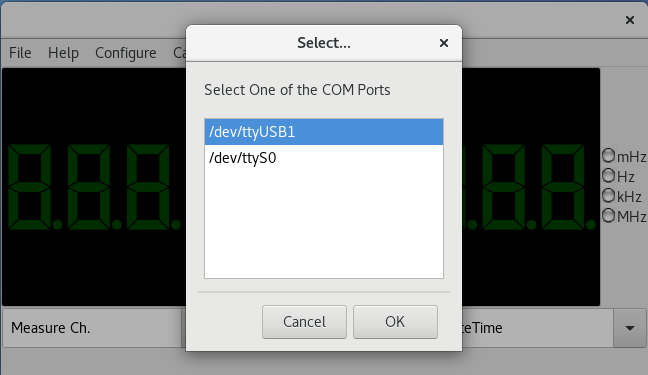 Select...
File Help Configure Ca
Select One of the COM Ports
/dev/ttyUSB1
/dev/ttyS0
mHz
Hz
kHz
MHz
Cancel OK
Measure Ch.
teTime